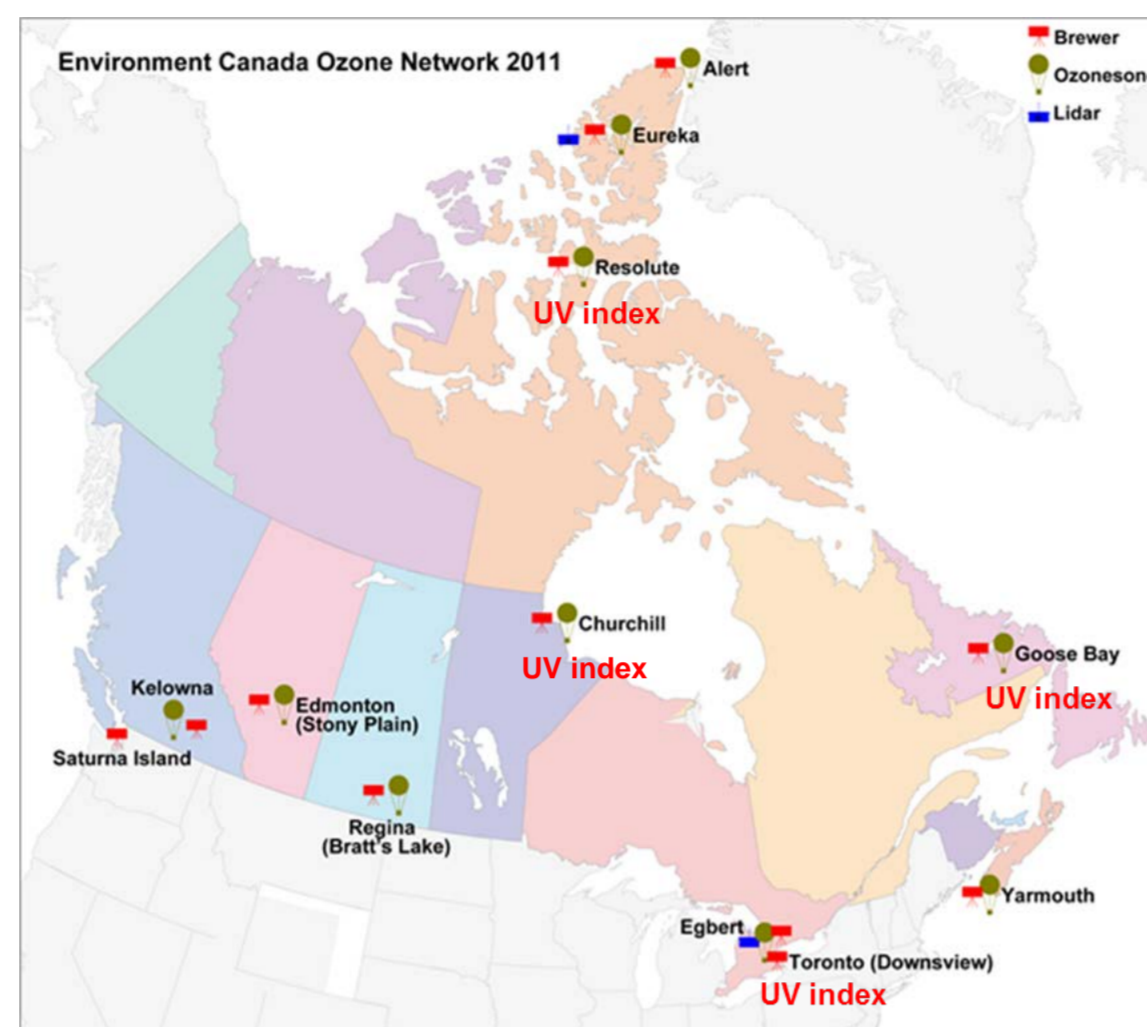 Environment Canada Ozone Network 2011
Brewer
Ozoneson
Lidar
Alert
Eureka
Resolute
UV index
Churchill
UV index
Goose Bay
UV index
Kelowna
Edmonton
(Stony Plain)
Saturna Island
Regina
(Bratt's Lake)
Yarmouth
Egbert
Toronto (Downsview)
UV index